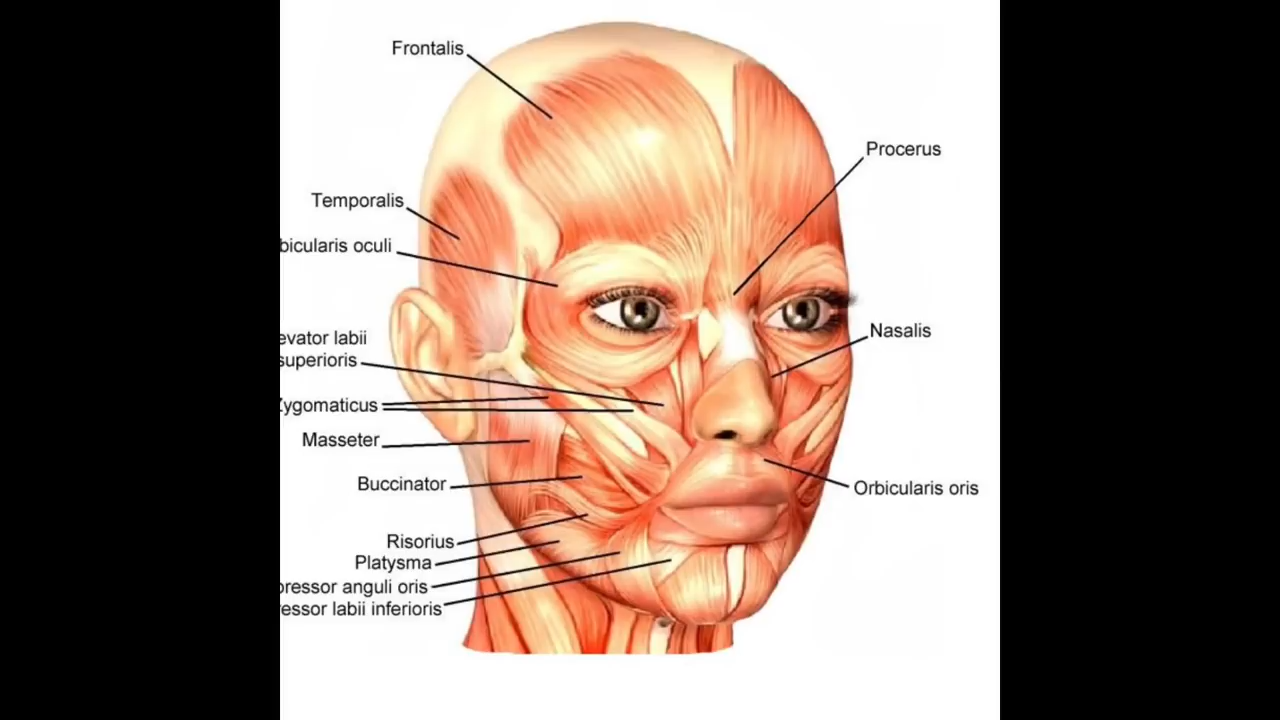 Frontalis
Procerus
Temporalis
bicularis oculi
Nasalis
evator labii
superioris
Zygomaticus
Masseter
Buccinator
Orbicularis oris
Risorius
Platysma
pressor anguli oris
ressor labii inferioris